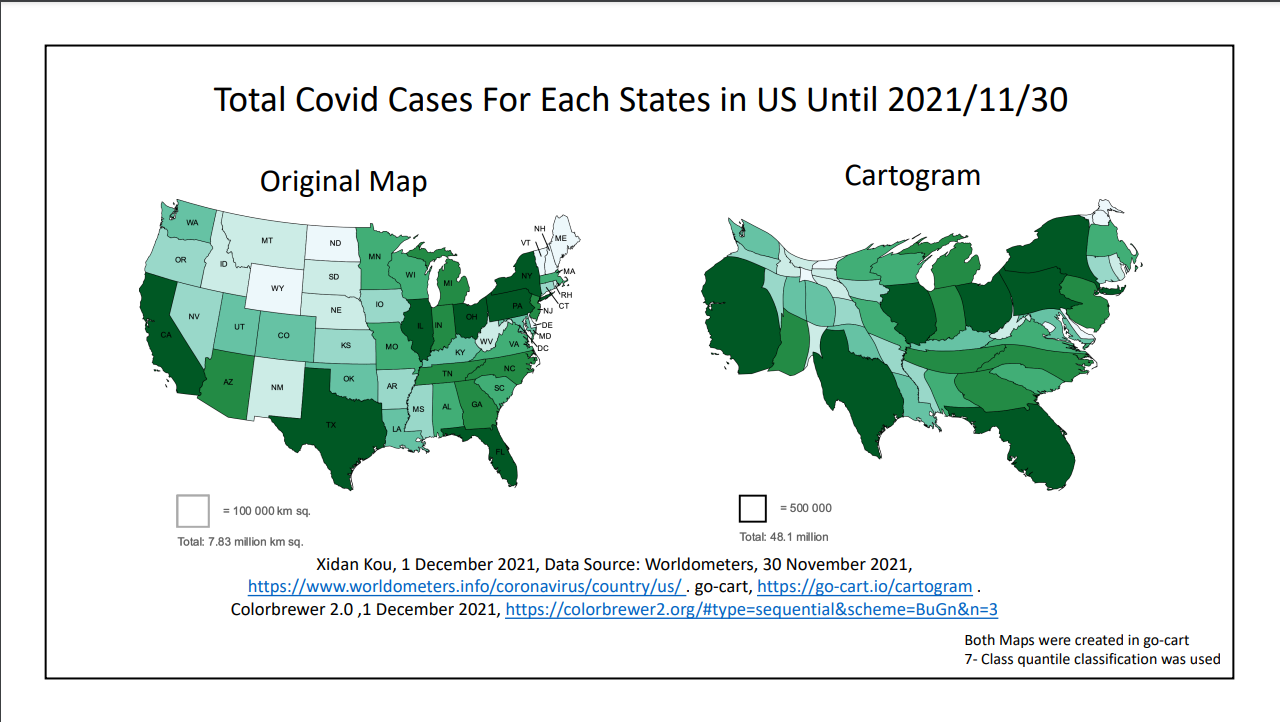 Total Covid Cases For Each States in US Until 2021/11/30
Original Map
Cartogram
WA
OR
CA
ID
NV
MT
WY
UT
AZ
CO
NM
ND
SD
NE
KS
OK
TX
MN
IO
MO
AR
LA
WI
IL
MI
IN
OH
KY
TN
MS
AL
GA
FL
SC
NC
VA
WV
PA
NY
VT
NH
ME
MA
RH
CT
NJ
DE
MD
DC
= 100 000 km sq.
Total: 7.83 million km sq.
= 500 000
Total: 48.1 million
Xidan Kou, 1 December 2021, Data Source: Worldometers, 30 November 2021,
https://www.worldometers.info/coronavirus/country/us/ . go-cart, https://go-cart.io/cartogram .
Colorbrewer 2.0 ,1 December 2021, https://colorbrewer2.org/#type=sequential&scheme=BuGn&n=3
Both Maps were created in go-cart
7- Class quantile classification was used